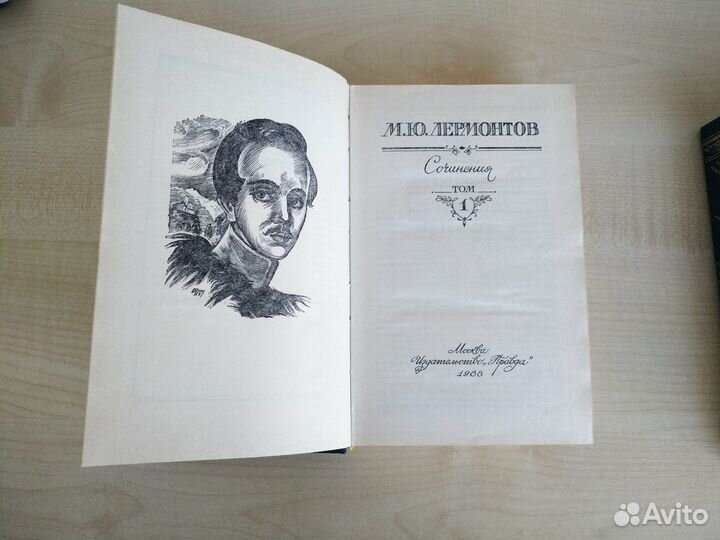 М.Ю. ЛЕРМОНТОВ
Сочинения
ТОМ
1
Москва
Издательство „Правда"
1988
Avito